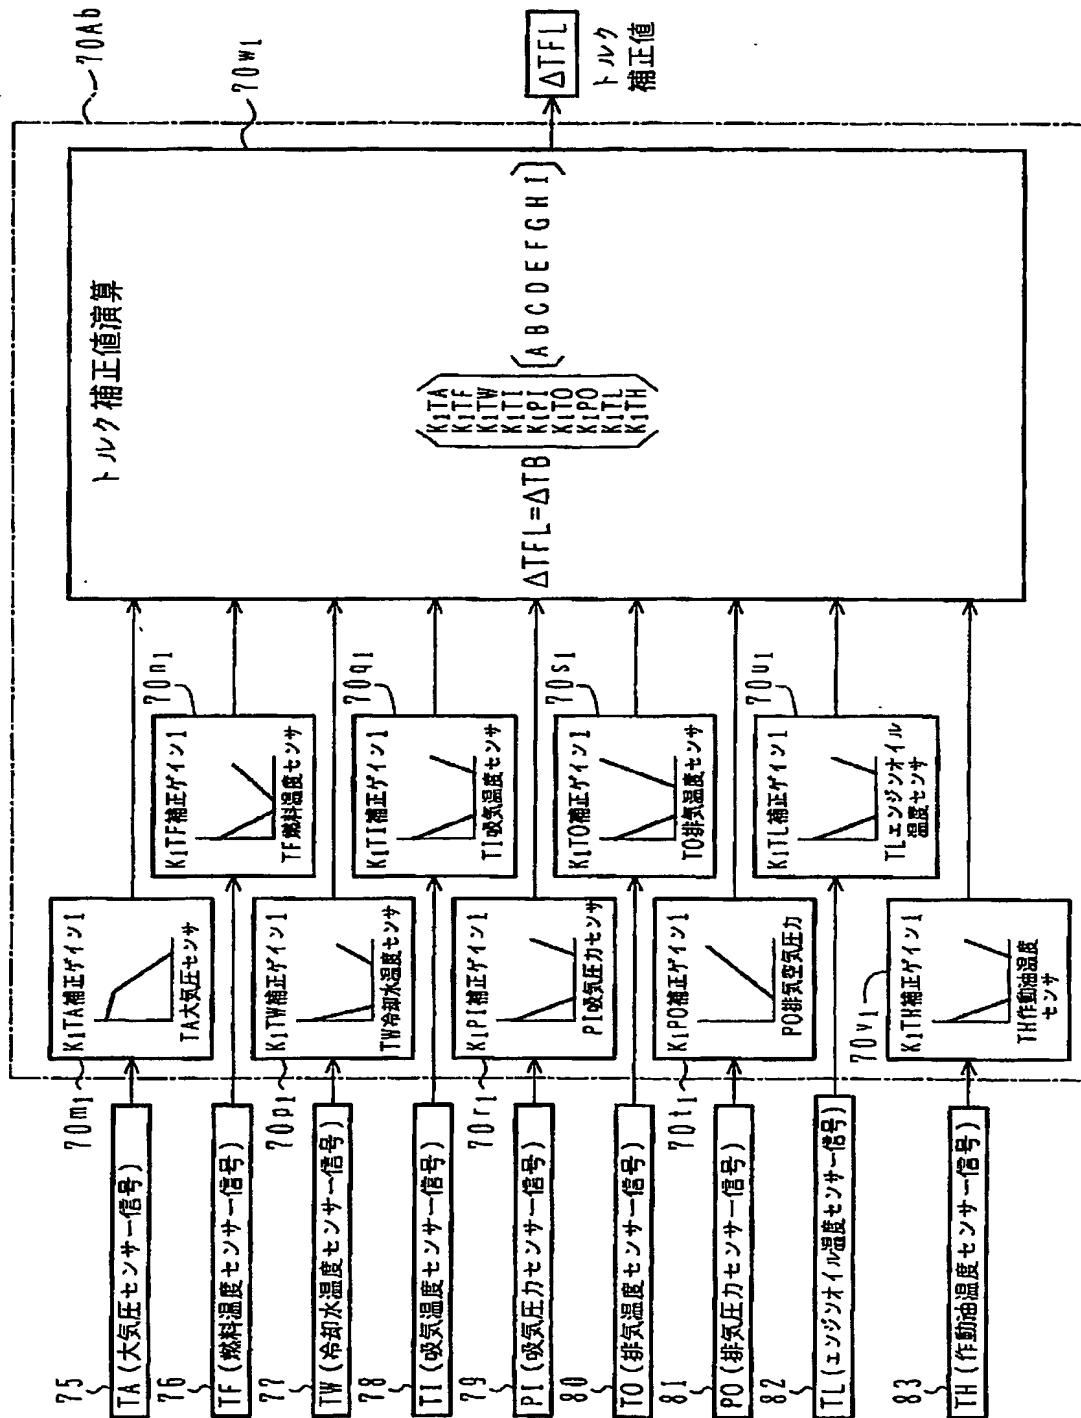 75
TA(大気圧センサー信号)
76
TF(燃料温度センサー信号)
77
TW(冷却水温度センサー信号)
78
TI(吸気温度センサー信号)
79
PI(吸気圧力センサー信号)
80
TO(排気温度センサー信号)
81
PO(排気圧力センサー信号)
82
TL(エンジンオイル温度センサー信号)
83
TH(作動油温度センサー信号)
70m1
K1TA補正ゲイン1
TA大気圧センサ
70n1
K1TF補正ゲイン1
TF燃料温度センサ
70p1
K1TW補正ゲイン1
TW冷却水温度センサ
70q1
K1TI補正ゲイン1
TI吸気温度センサ
70r1
K1PI補正ゲイン1
PI吸気圧力センサ
70s1
K1TO補正ゲイン1
TO排気温度センサ
70t1
K1PO補正ゲイン1
PO排気空気圧力
70u1
K1TL補正ゲイン1
TLエンジンオイル
温度センサ
70v1
K1TH補正ゲイン1
TH作動油温度
センサ
トルク補正値演算
ΔTFL=ΔTB
K1TA
K1TF
K1TW
K1TI
K1PI
K1TO
K1PO
K1TL
K1TH
[A B C D E F G H I]
70Ab
70w1
ΔTFL
トルク
補正値